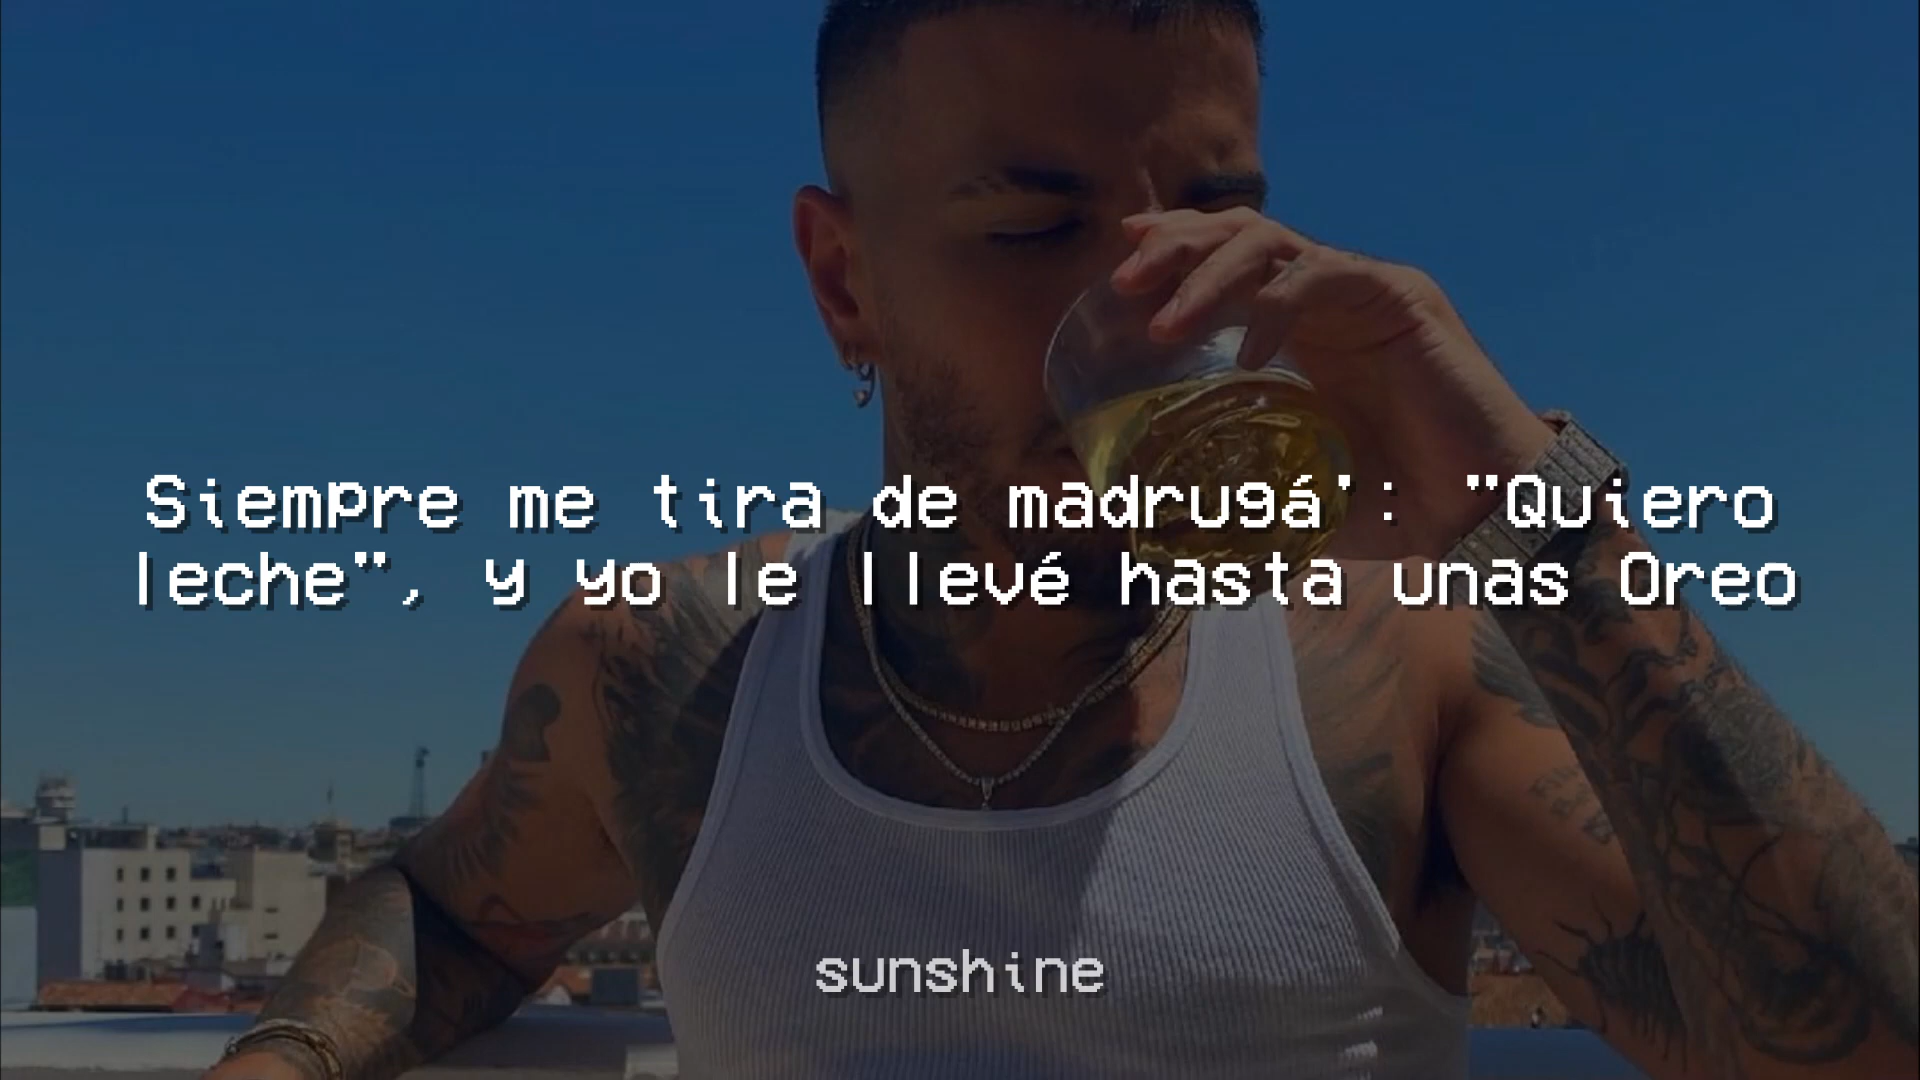 Siempre me tira de madrugá': "Quiero
leche", y yo le llevé hasta unas Oreo
sunshine